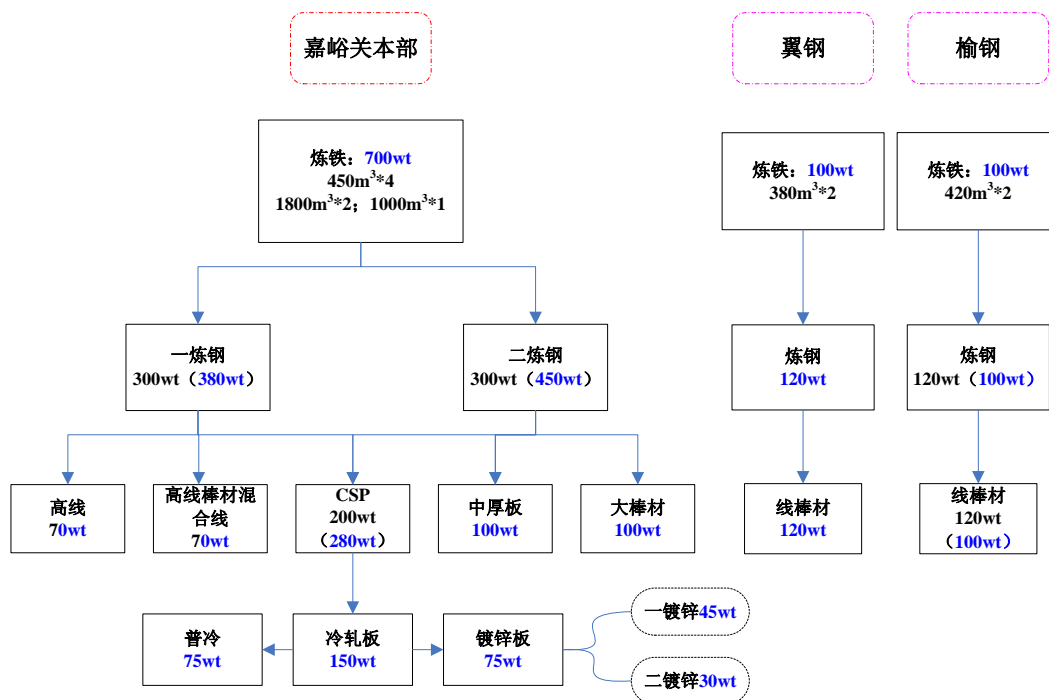 嘉峪关本部
翼钢
榆钢
炼铁：700wt
450m³*4
1800m³*2；1000m³*1
炼铁：100wt
380m³*2
炼铁：100wt
420m³*2
一炼钢
300wt（380wt）
二炼钢
300wt（450wt）
炼钢
120wt
炼钢
120wt（100wt）
高线
70wt
高线棒材混
合线
70wt
CSP
200wt
（280wt）
中厚板
100wt
大棒材
100wt
线棒材
120wt
线棒材
120wt
（100wt）
普冷
75wt
冷轧板
150wt
镀锌板
75wt
一镀锌45wt
二镀锌30wt